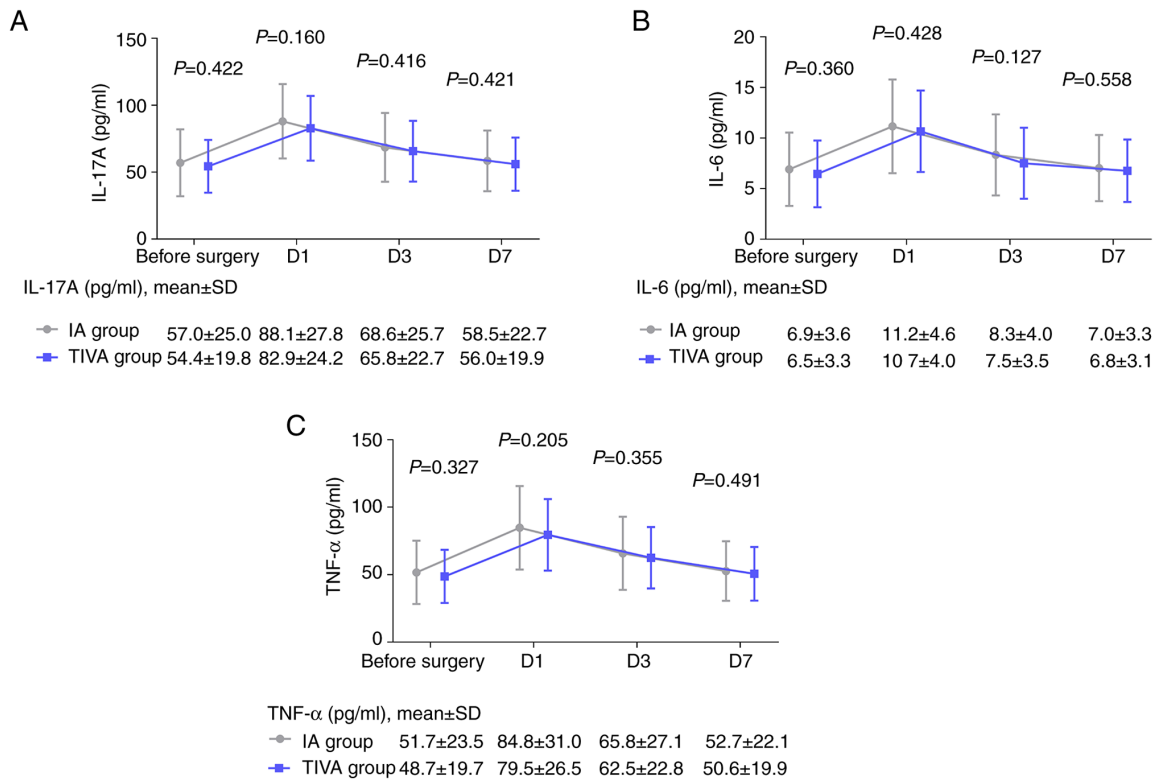 A
IL-17A (pg/ml)
150
100
50
0
P=0.422
P=0.160
P=0.416
P=0.421
Before surgery D1 D3 D7
IL-17A (pg/ml), mean±SD
IA group 57.0±25.0 88.1±27.8 68.6±25.7 58.5±22.7
TIVA group 54.4±19.8 82.9±24.2 65.8±22.7 56.0±19.9
B
IL-6 (pg/ml)
20
15
10
5
0
P=0.360
P=0.428
P=0.127
P=0.558
Before surgery D1 D3 D7
IL-6 (pg/ml), mean±SD
IA group 6.9±3.6 11.2±4.6 8.3±4.0 7.0±3.3
TIVA group 6.5±3.3 10 7±4.0 7.5±3.5 6.8±3.1
C
TNF-α (pg/ml)
150
100
50
0
P=0.327
P=0.205
P=0.355
P=0.491
Before surgery D1 D3 D7
TNF-α (pg/ml), mean±SD
IA group 51.7±23.5 84.8±31.0 65.8±27.1 52.7±22.1
TIVA group 48.7±19.7 79.5±26.5 62.5±22.8 50.6±19.9